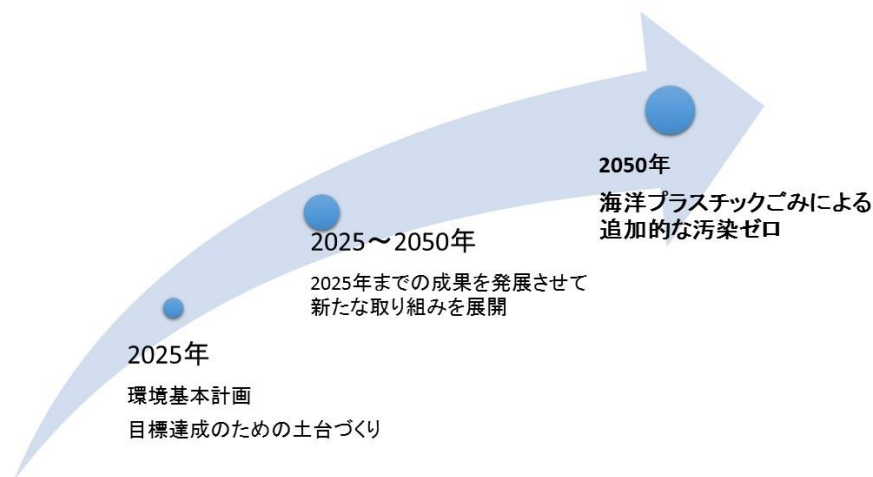 2050年
海洋プラスチックごみによる
追加的な汚染ゼロ
2025～2050年
2025年までの成果を発展させて
新たな取り組みを展開
2025年
環境基本計画
目標達成のための土台づくり